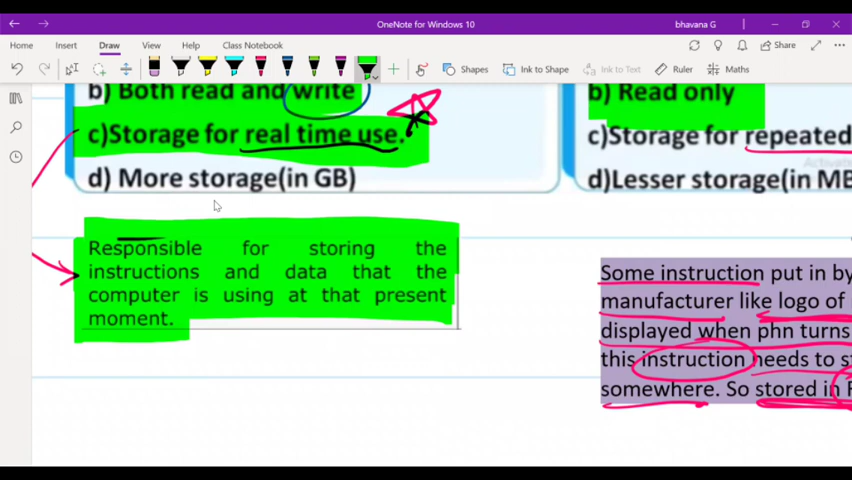 OneNote for Windows 10
bhavana G
Home Insert Draw View Help Class Notebook
Share
Shapes Ink to Shape Ink to Text Ruler Maths
b) Both read and write
c)Storage for real time use.
d) More storage(in GB)
Responsible for storing the
instructions and data that the
computer is using at that present
moment.
b) Read only
c)Storage for repeated
Activate
d)Lesser storage(in MB
Some instruction put in by
manufacturer like logo of
displayed when phn turns
this instruction needs to
somewhere. So stored in